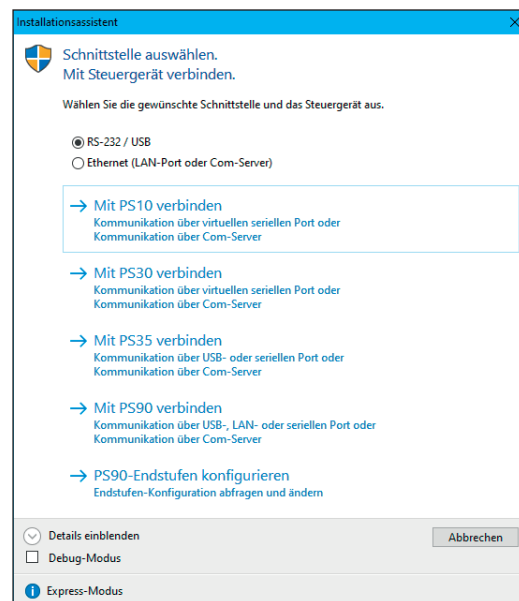 Installationsassistent
Schnittstelle auswählen.
Mit Steuergerät verbinden.
Wählen Sie die gewünschte Schnittstelle und das Steuergerät aus.
RS-232 / USB
Ethernet (LAN-Port oder Com-Server)
Mit PS10 verbinden
Kommunikation über virtuellen seriellen Port oder
Kommunikation über Com-Server
Mit PS30 verbinden
Kommunikation über virtuellen seriellen Port oder
Kommunikation über Com-Server
Mit PS35 verbinden
Kommunikation über USB- oder seriellen Port oder
Kommunikation über Com-Server
Mit PS90 verbinden
Kommunikation über USB-, LAN- oder seriellen Port oder
Kommunikation über Com-Server
PS90-Endstufen konfigurieren
Endstufen-Konfiguration abfragen und ändern
Details einblenden
Abbrechen
Debug-Modus
Express-Modus